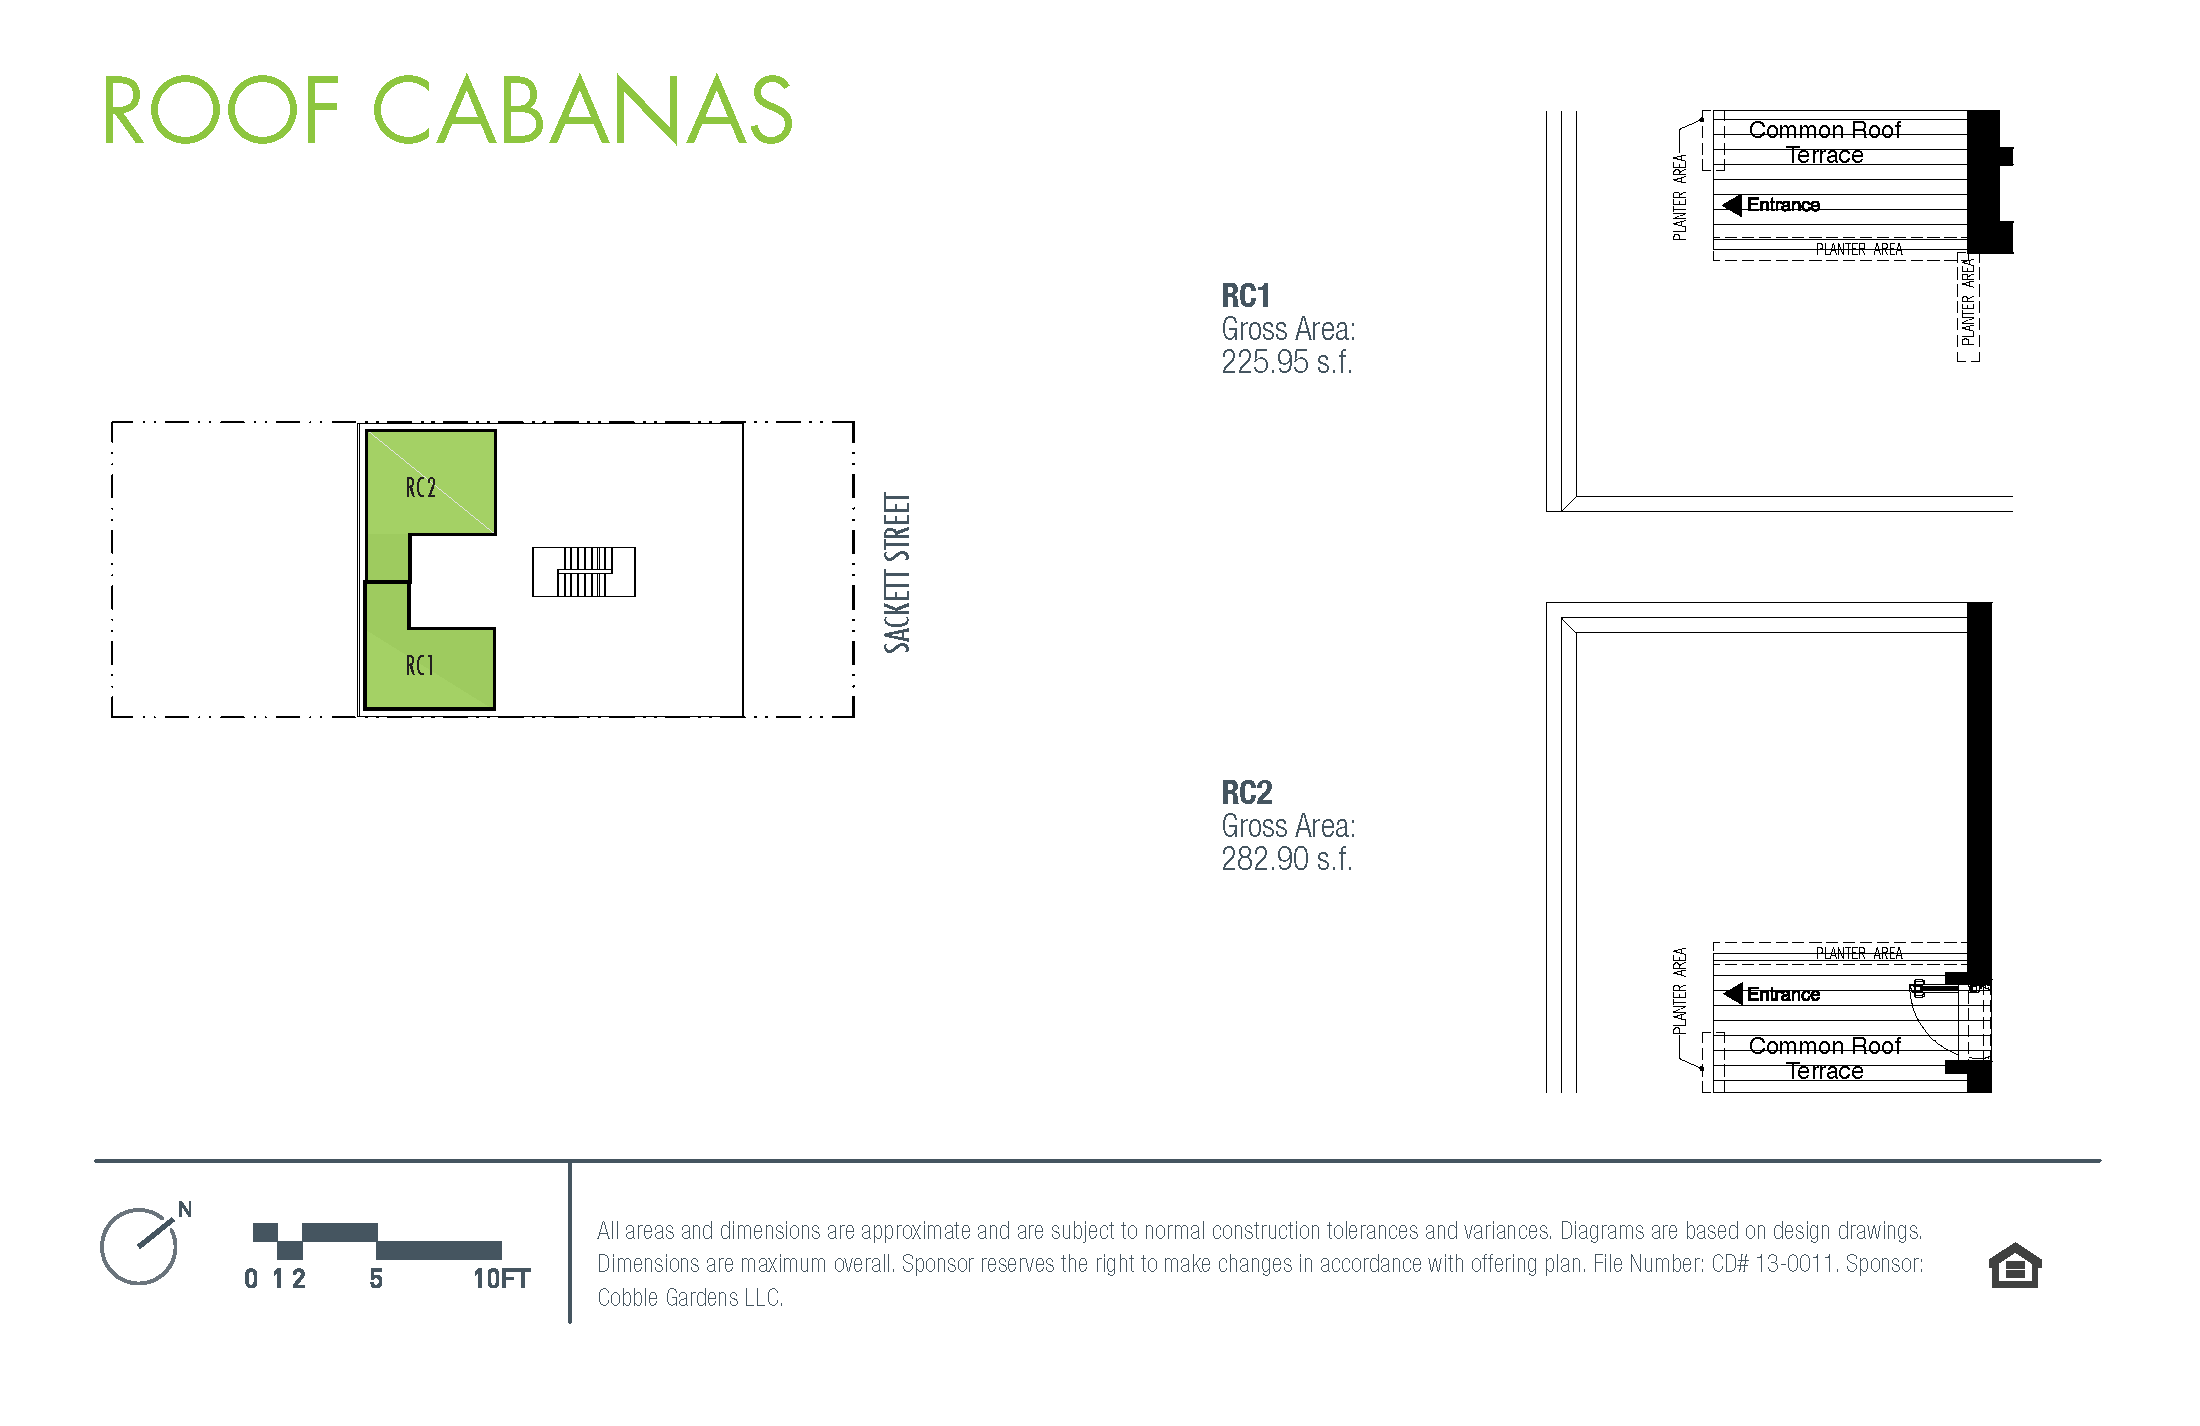 ROOF CABANAS
RC2
RC1
SACKETT STREET
RC1
Gross Area:
225.95 s.f.
Common Roof
Terrace
PLANTER AREA
Entrance
PLANTER AREA
PLANTER AREA
RC2
Gross Area:
282.90 s.f.
PLANTER AREA
PLANTER AREA
Entrance
Common Roof
Terrace
N
0 1 2 5 10FT
All areas and dimensions are approximate and are subject to normal construction tolerances and variances. Diagrams are based on design drawings.
Dimensions are maximum overall. Sponsor reserves the right to make changes in accordance with offering plan. File Number: CD# 13-0011. Sponsor:
Cobble Gardens LLC.